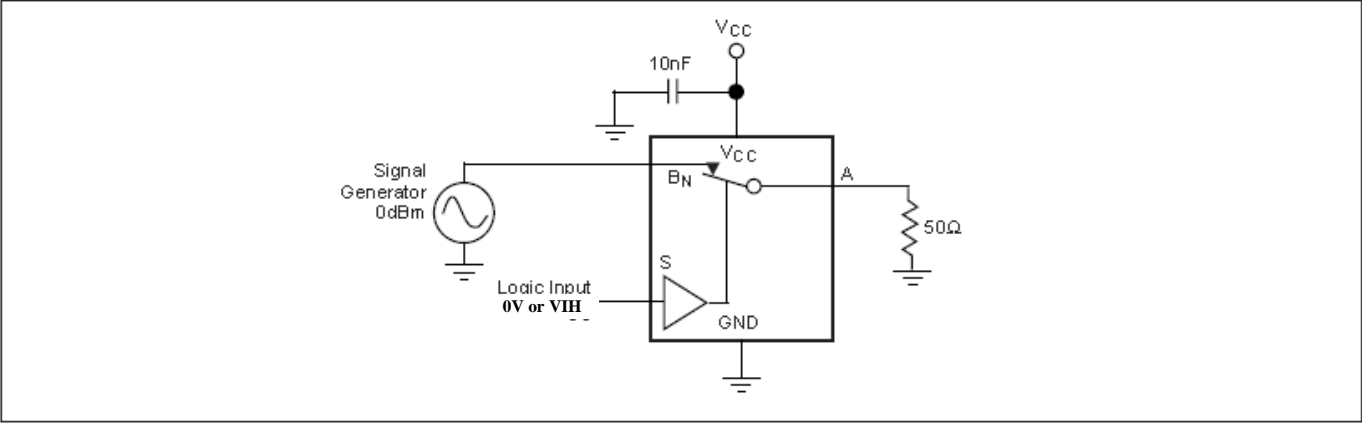 VCC
10nF
VCC
Signal
Generator
0dBm
BN
A
50Ω
S
Logic Input
0V or VIH
GND